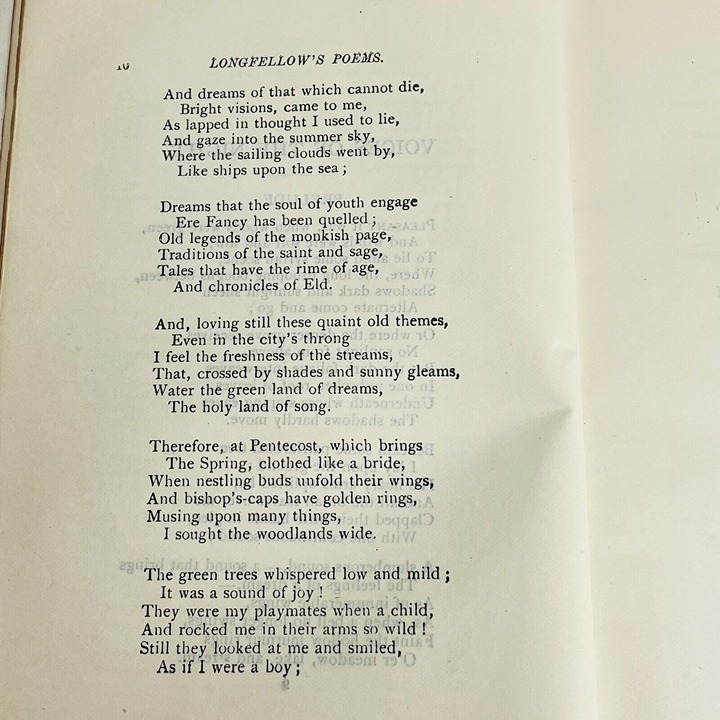 10 LONGFELLOW'S POEMS.
And dreams of that which cannot die,
Bright visions, came to me,
As lapped in thought I used to lie,
And gaze into the summer sky,
Where the sailing clouds went by,
Like ships upon the sea ;
Dreams that the soul of youth engage
Ere Fancy has been quelled ;
Old legends of the monkish page,
Traditions of the saint and sage,
Tales that have the rime of age,
And chronicles of Eld.
And, loving still these quaint old themes,
Even in the city's throng
I feel the freshness of the streams,
That, crossed by shades and sunny gleams,
Water the green land of dreams,
The holy land of song.
Therefore, at Pentecost, which brings
The Spring, clothed like a bride,
When nestling buds unfold their wings,
And bishop's-caps have golden rings,
Musing upon many things,
I sought the woodlands wide.
The green trees whispered low and mild ;
It was a sound of joy !
They were my playmates when a child,
And rocked me in their arms so wild !
Still they looked at me and smiled,
As if I were a boy ;